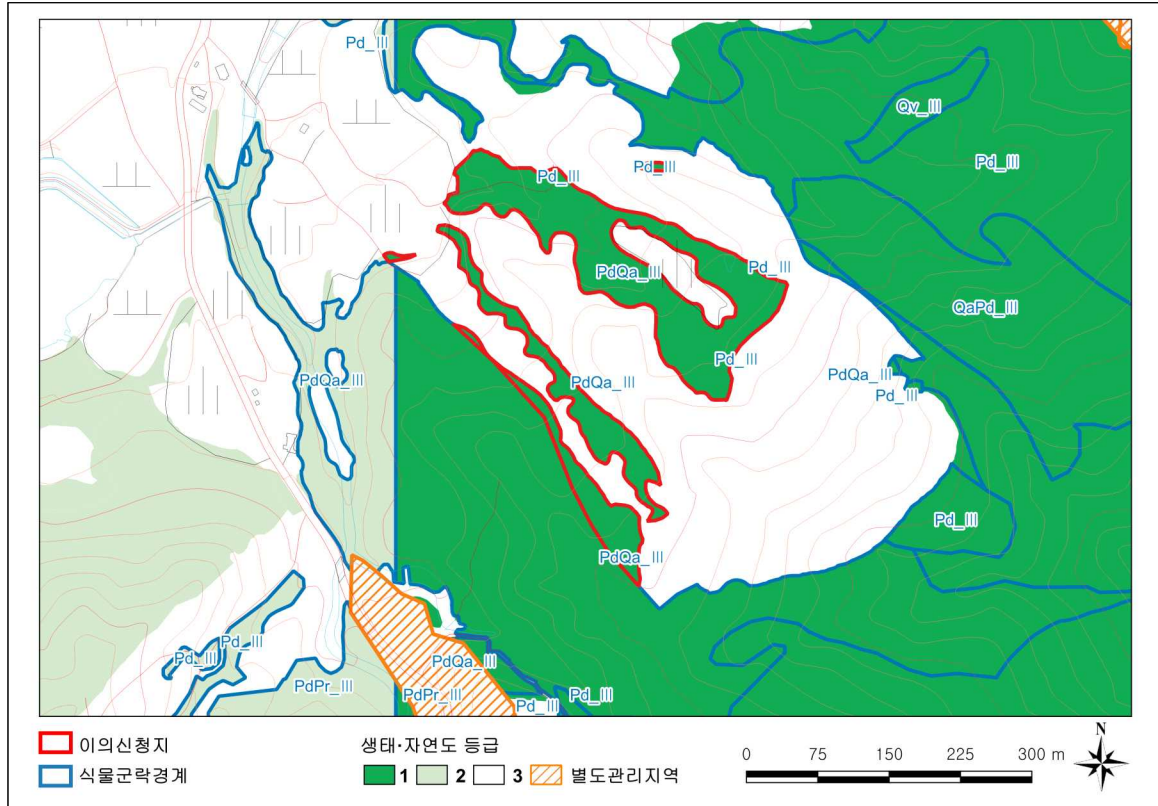 Pd_III
Qv_III
Pd_III
Pd_III
Pd_III
PdQa_III
Pd_III
QaPd_III
Pd_III
PdQa_III
PdQa_III
PdQa_III
Pd_III
Pd_III
PdQa_III
Pd_III
Pd_III
PdQa_III
PdPr_III
PdPr_III
Pd_III
Pd_III
이의신청지
식물군락경계
생태·자연도 등급
1 2 3 별도관리지역
0 75 150 225 300 m
N